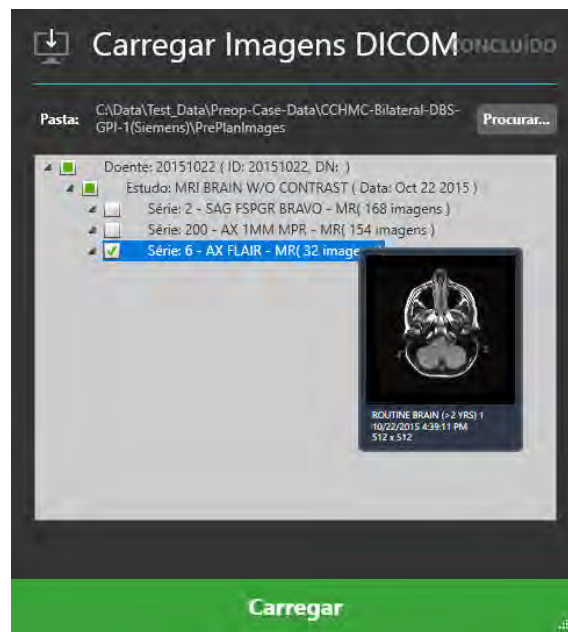 Carregar Imagens DICOM
CONCLUÍDO
Pasta:
C:\Data\Test_Data\Preop-Case-Data\CCHMC-Bilateral-DBS-
GPI-1(Siemens)\PrePlanImages
Procurar...
Doente: 20151022 ( ID: 20151022, DN: )
Estudo: MRI BRAIN W/O CONTRAST ( Data: Oct 22 2015 )
Série: 2 - SAG FSPGR BRAVO - MR( 168 imagens )
Série: 200 - AX 1MM MPR - MR( 154 imagens )
Série: 6 - AX FLAIR - MR( 32 image
ROUTINE BRAIN (>2 YRS) 1
10/22/2015 4:39:11 PM
512 x 512
Carregar